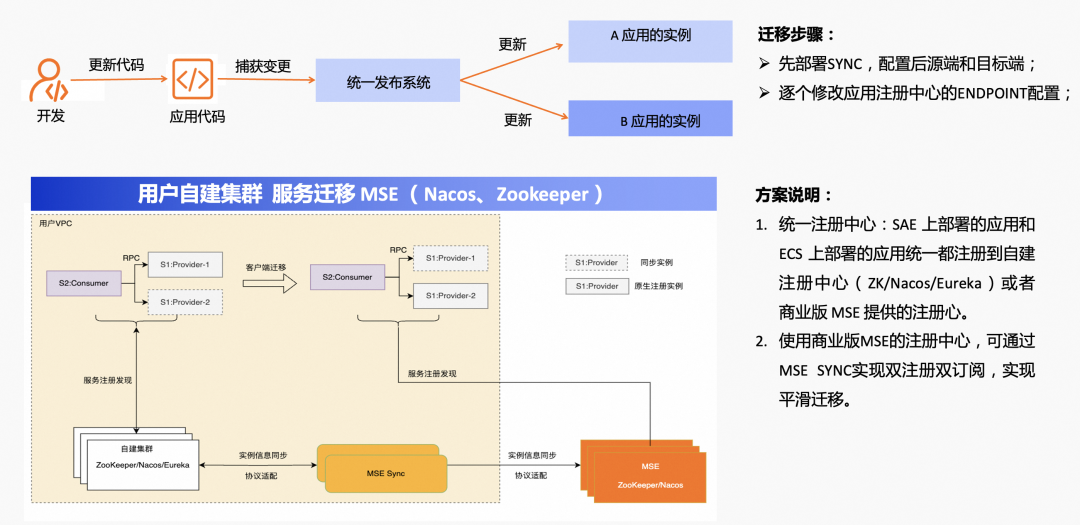 更新代码
捕获变更
更新
A 应用的实例
统一发布系统
开发
应用代码
更新
B 应用的实例
迁移步骤：
先部署SYNC，配置后源端和目标端；
逐个修改应用注册中心的ENDPOINT配置；
用户自建集群 服务迁移 MSE（ Nacos、Zookeeper ）
用户VPC
RPC
S1:Provider-1
S2:Consumer
S1:Provider-2
客户端迁移
RPC
S1:Provider-1
S2:Consumer
S1:Provider-2
S1:Provider
同步实例
S1:Provider
原生注册实例
服务注册发现
服务注册发现
自建集群
ZooKeeper/Nacos/Eureka
实例信息同步
协议适配
MSE Sync
实例信息同步
协议适配
MSE
ZooKeeper/Nacos
方案说明：
1. 统一注册中心：SAE 上部署的应用和
ECS 上部署的应用统一都注册到自建
注册中心（ ZK/Nacos/Eureka ）或者
商业版 MSE 提供的注册心。
2. 使用商业版MSE的注册中心，可通过
MSE SYNC实现双注册双订阅，实现
平滑迁移。